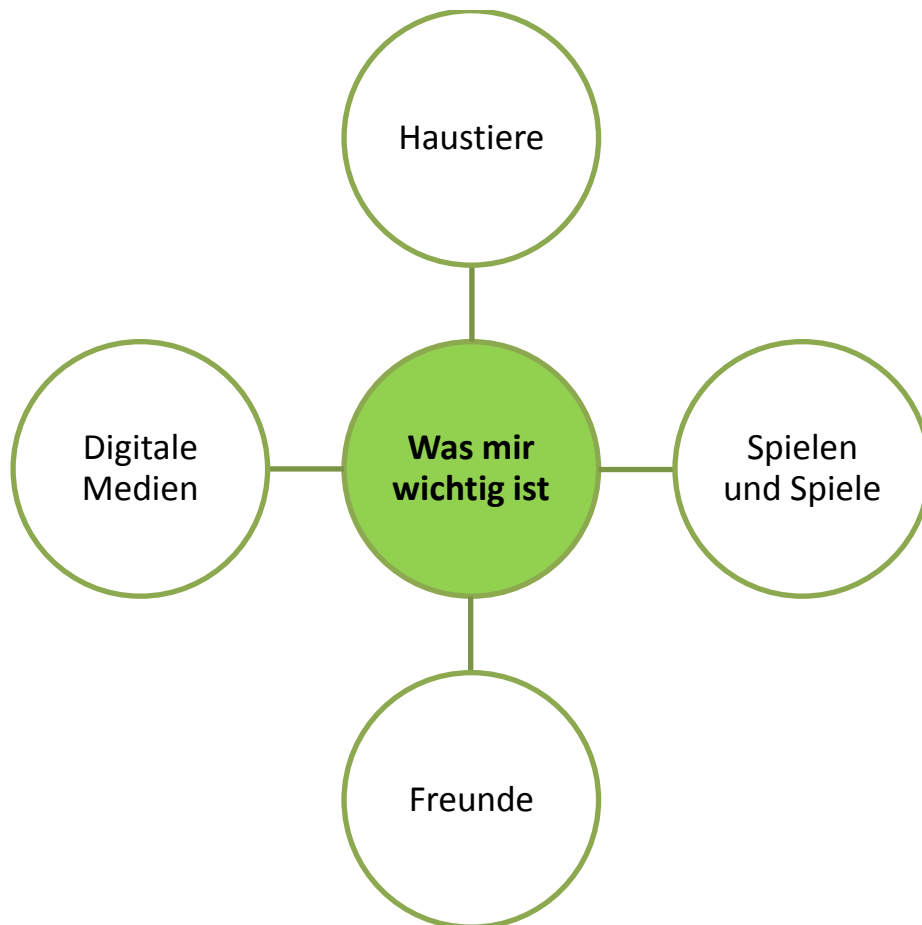 Haustiere
Digitale
Medien
Was mir
wichtig ist
Spielen
und Spiele
Freunde